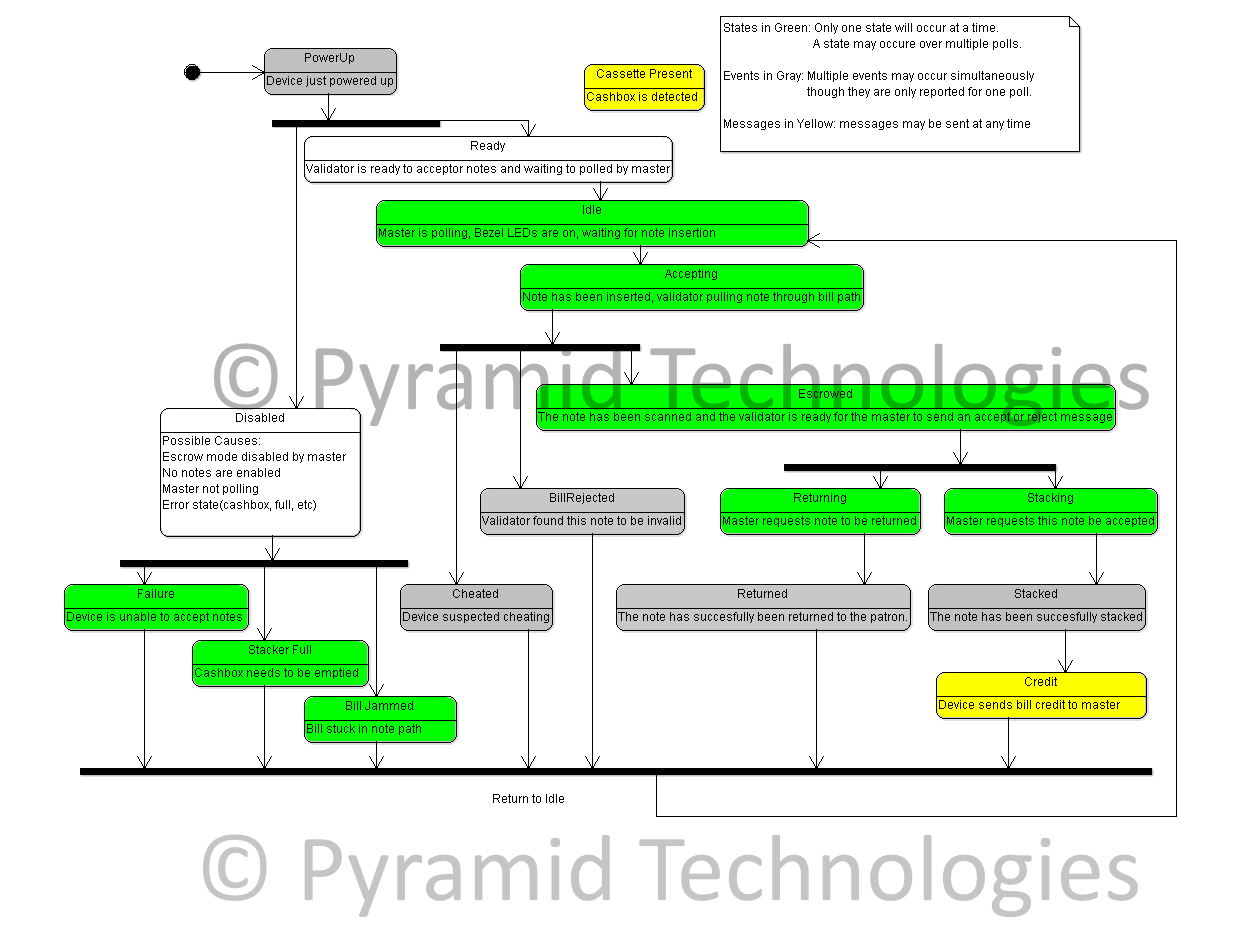 PowerUp
Device just powered up
Cassette Present
Cashbox is detected
States in Green: Only one state will occur at a time.
A state may occure over multiple polls.
Events in Gray: Multiple events may occur simultaneously
though they are only reported for one poll.
Messages in Yellow: messages may be sent at any time
Ready
Validator is ready to acceptor notes and waiting to polled by master
Idle
Master is polling, Bezel LEDs are on, waiting for note insertion
Accepting
Note has been inserted, validator pulling note through bill path
© Pyramid Technologies
Escrowed
The note has been scanned and the validator is ready for the master to send an accept or reject message
Disabled
Possible Causes:
Escrow mode disabled by master
No notes are enabled
Master not polling
Error state(cashbox, full, etc)
BillRejected
Validator found this note to be invalid
Returning
Master requests note to be returned
Stacking
Master requests this note be accepted
Failure
Device is unable to accept notes
Cheated
Device suspected cheating
Returned
The note has succesfully been returned to the patron.
Stacked
The note has been succesfully stacked
Stacker Full
Cashbox needs to be emptied
Credit
Device sends bill credit to master
Bill Jammed
Bill stuck in note path
Return to Idle
© Pyramid Technologies